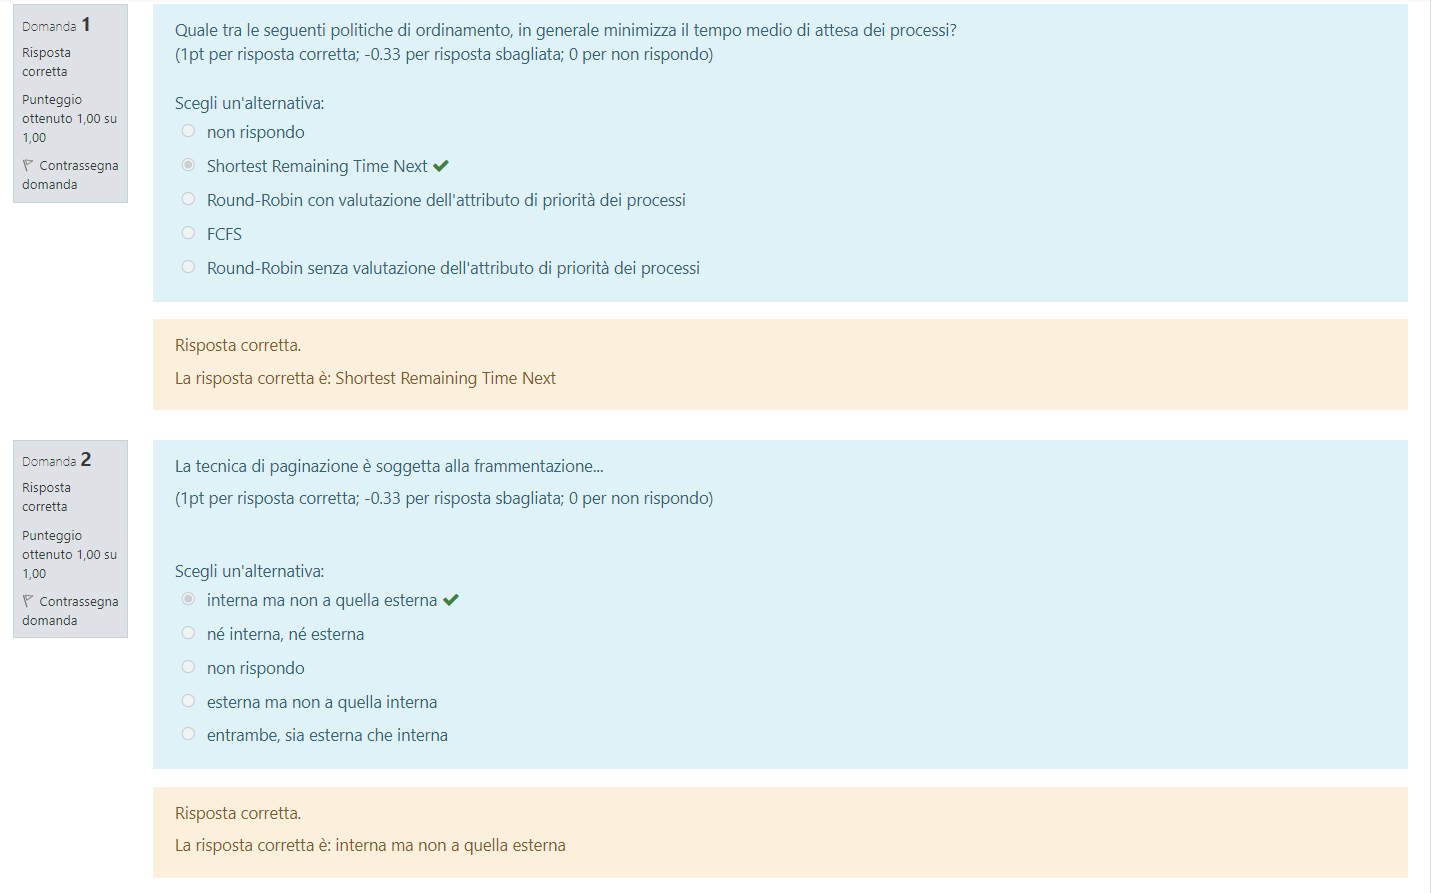 Domanda 1
Risposta
corretta
Punteggio
ottenuto 1,00 su
1,00
Contrassegna
domanda
Quale tra le seguenti politiche di ordinamento, in generale minimizza il tempo medio di attesa dei processi?
(1pt per risposta corretta; -0.33 per risposta sbagliata; 0 per non rispondo)
Scegli un'alternativa:
non rispondo
Shortest Remaining Time Next
Round-Robin con valutazione dell'attributo di priorità dei processi
FCFS
Round-Robin senza valutazione dell'attributo di priorità dei processi
Risposta corretta.
La risposta corretta è: Shortest Remaining Time Next
Domanda 2
Risposta
corretta
Punteggio
ottenuto 1,00 su
1,00
Contrassegna
domanda
La tecnica di paginazione è soggetta alla frammentazione...
(1pt per risposta corretta; -0.33 per risposta sbagliata; 0 per non rispondo)
Scegli un'alternativa:
interna ma non a quella esterna
né interna, né esterna
non rispondo
esterna ma non a quella interna
entrambe, sia esterna che interna
Risposta corretta.
La risposta corretta è: interna ma non a quella esterna